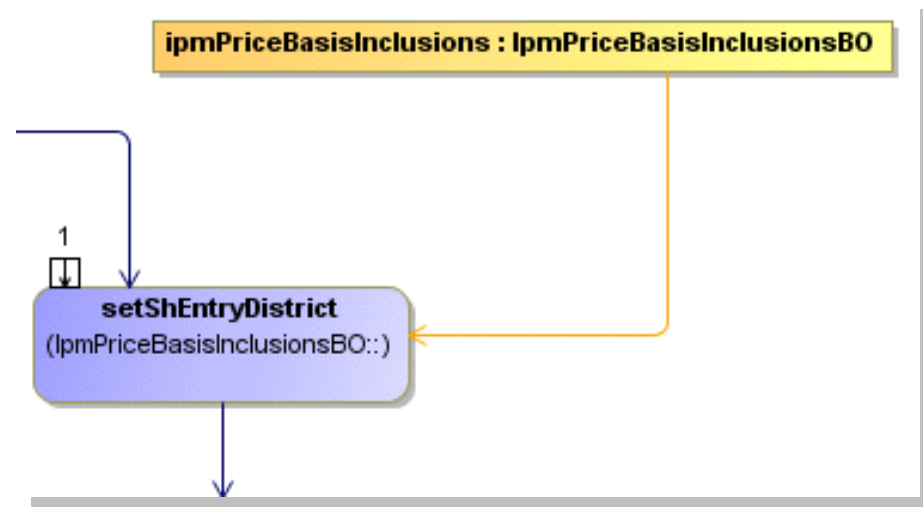 ipmPriceBasisInclusions : IpmPriceBasisInclusionsBO
1
setShEntryDistrict
(IpmPriceBasisInclusionsBO::)